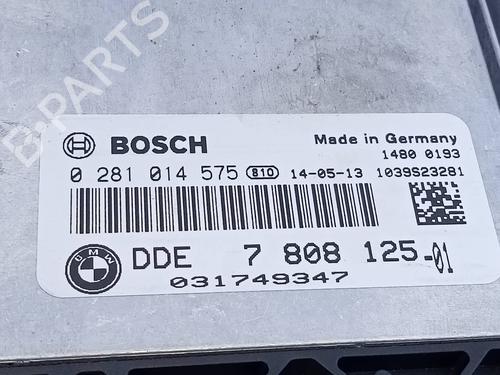 BOSCH
Made in Germany
1480 0193
0 281 014 575 810 14-05-13 1039S23281
BMW DDE 7 808 125-01
031749347
B-Parts